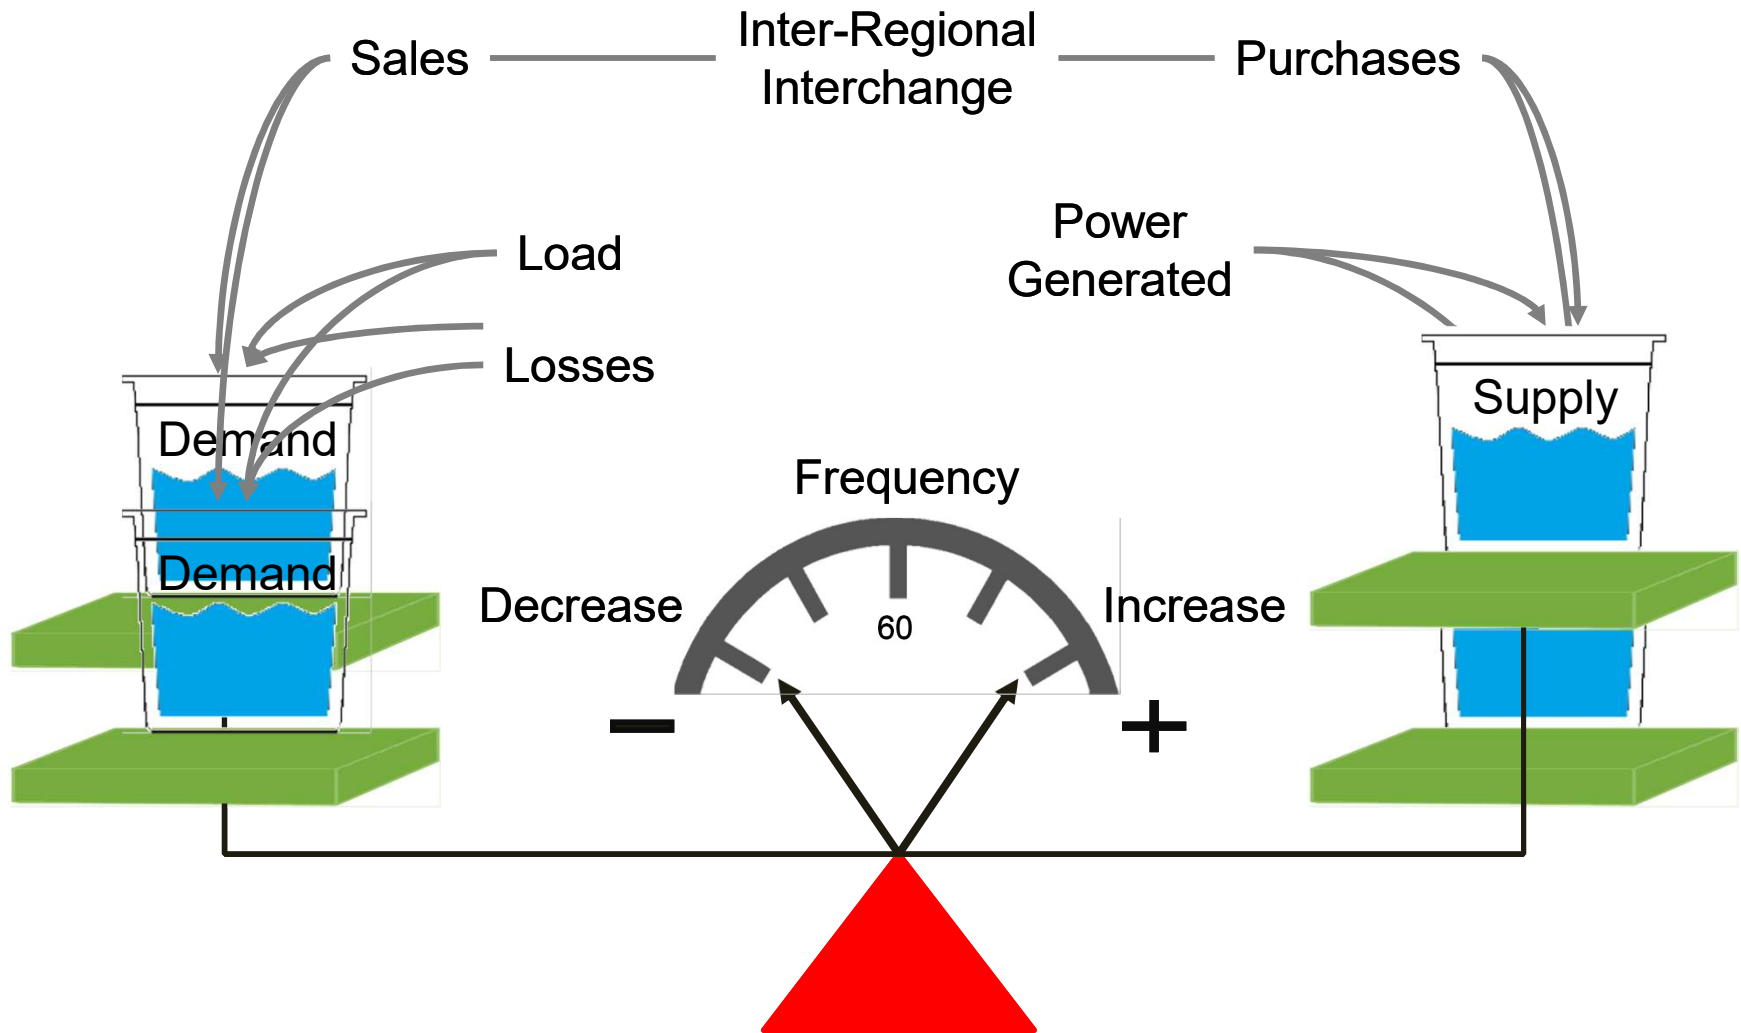 Sales
Inter-Regional
Interchange
Purchases
Load
Power
Generated
Losses
Supply
Demand
Frequency
Demand
Decrease
60
Increase
−
+